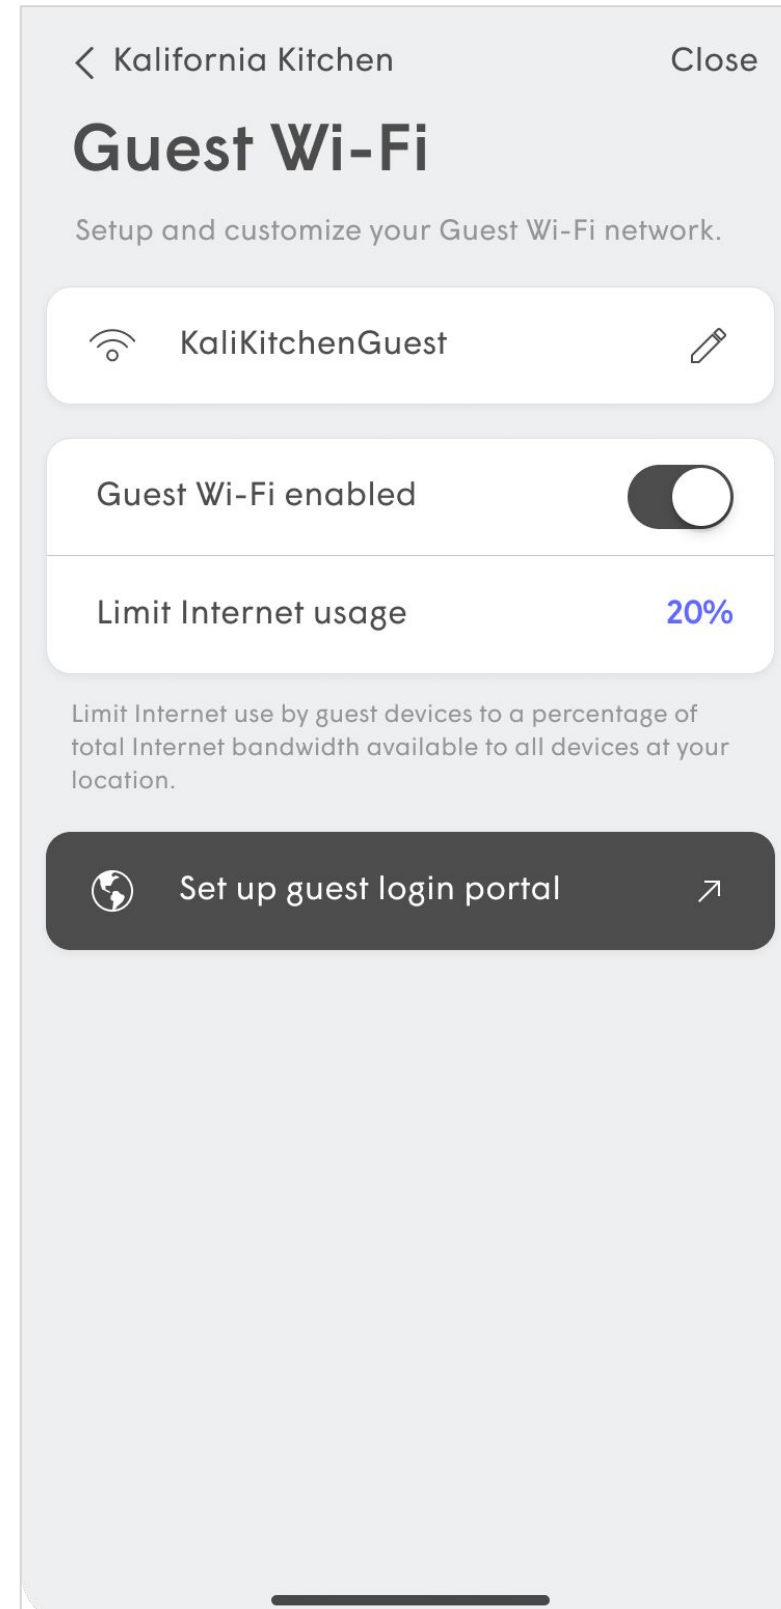 Kalifornia Kitchen
Close
Guest Wi-Fi
Setup and customize your Guest Wi-Fi network.
KaliKitchenGuest
Guest Wi-Fi enabled
Limit Internet usage
20%
Limit Internet use by guest devices to a percentage of
total Internet bandwidth available to all devices at your
location.
Set up guest login portal